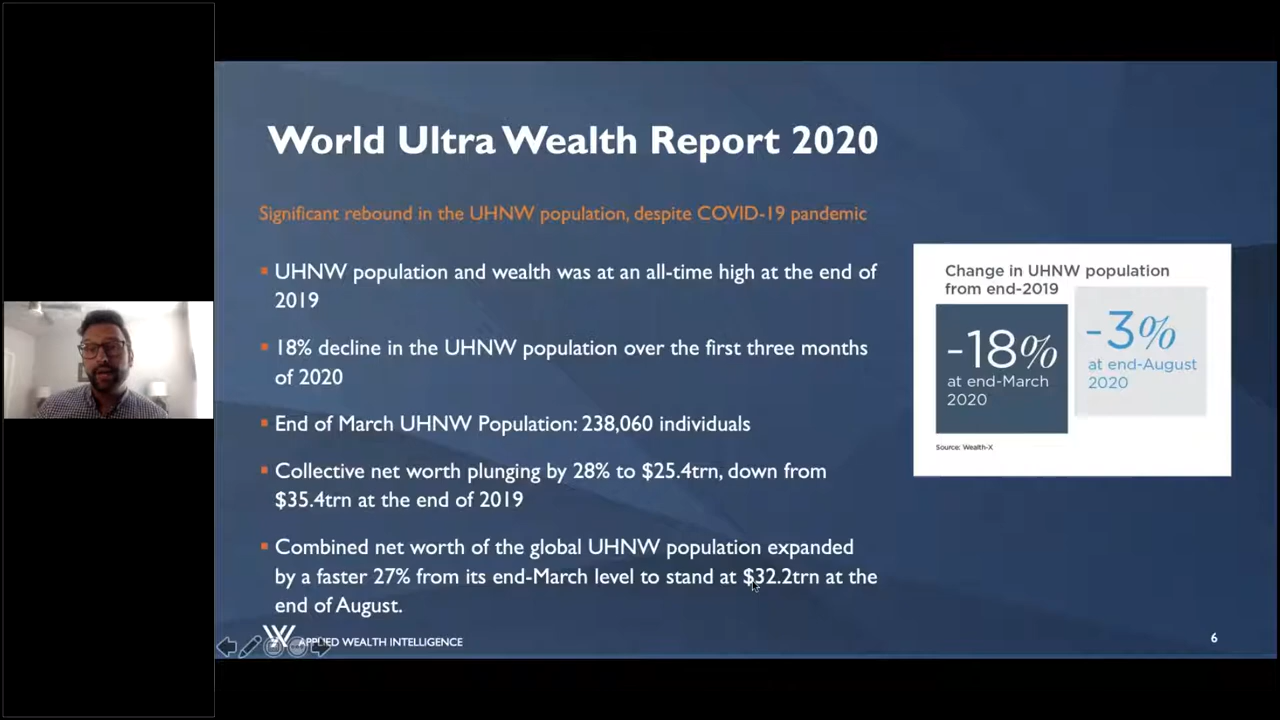 World Ultra Wealth Report 2020
Significant rebound in the UHNW population, despite COVID-19 pandemic
▪ UHNW population and wealth was at an all-time high at the end of
2019
▪ 18% decline in the UHNW population over the first three months
of 2020
▪ End of March UHNW Population: 238,060 individuals
▪ Collective net worth plunging by 28% to $25.4trn, down from
$35.4trn at the end of 2019
▪ Combined net worth of the global UHNW population expanded
by a faster 27% from its end-March level to stand at $32.2trn at the
end of August.
Change in UHNW population
from end-2019
-18%
at end-March
2020
-3%
at end-August
2020
Source: Wealth-X
APPLIED WEALTH INTELLIGENCE
6